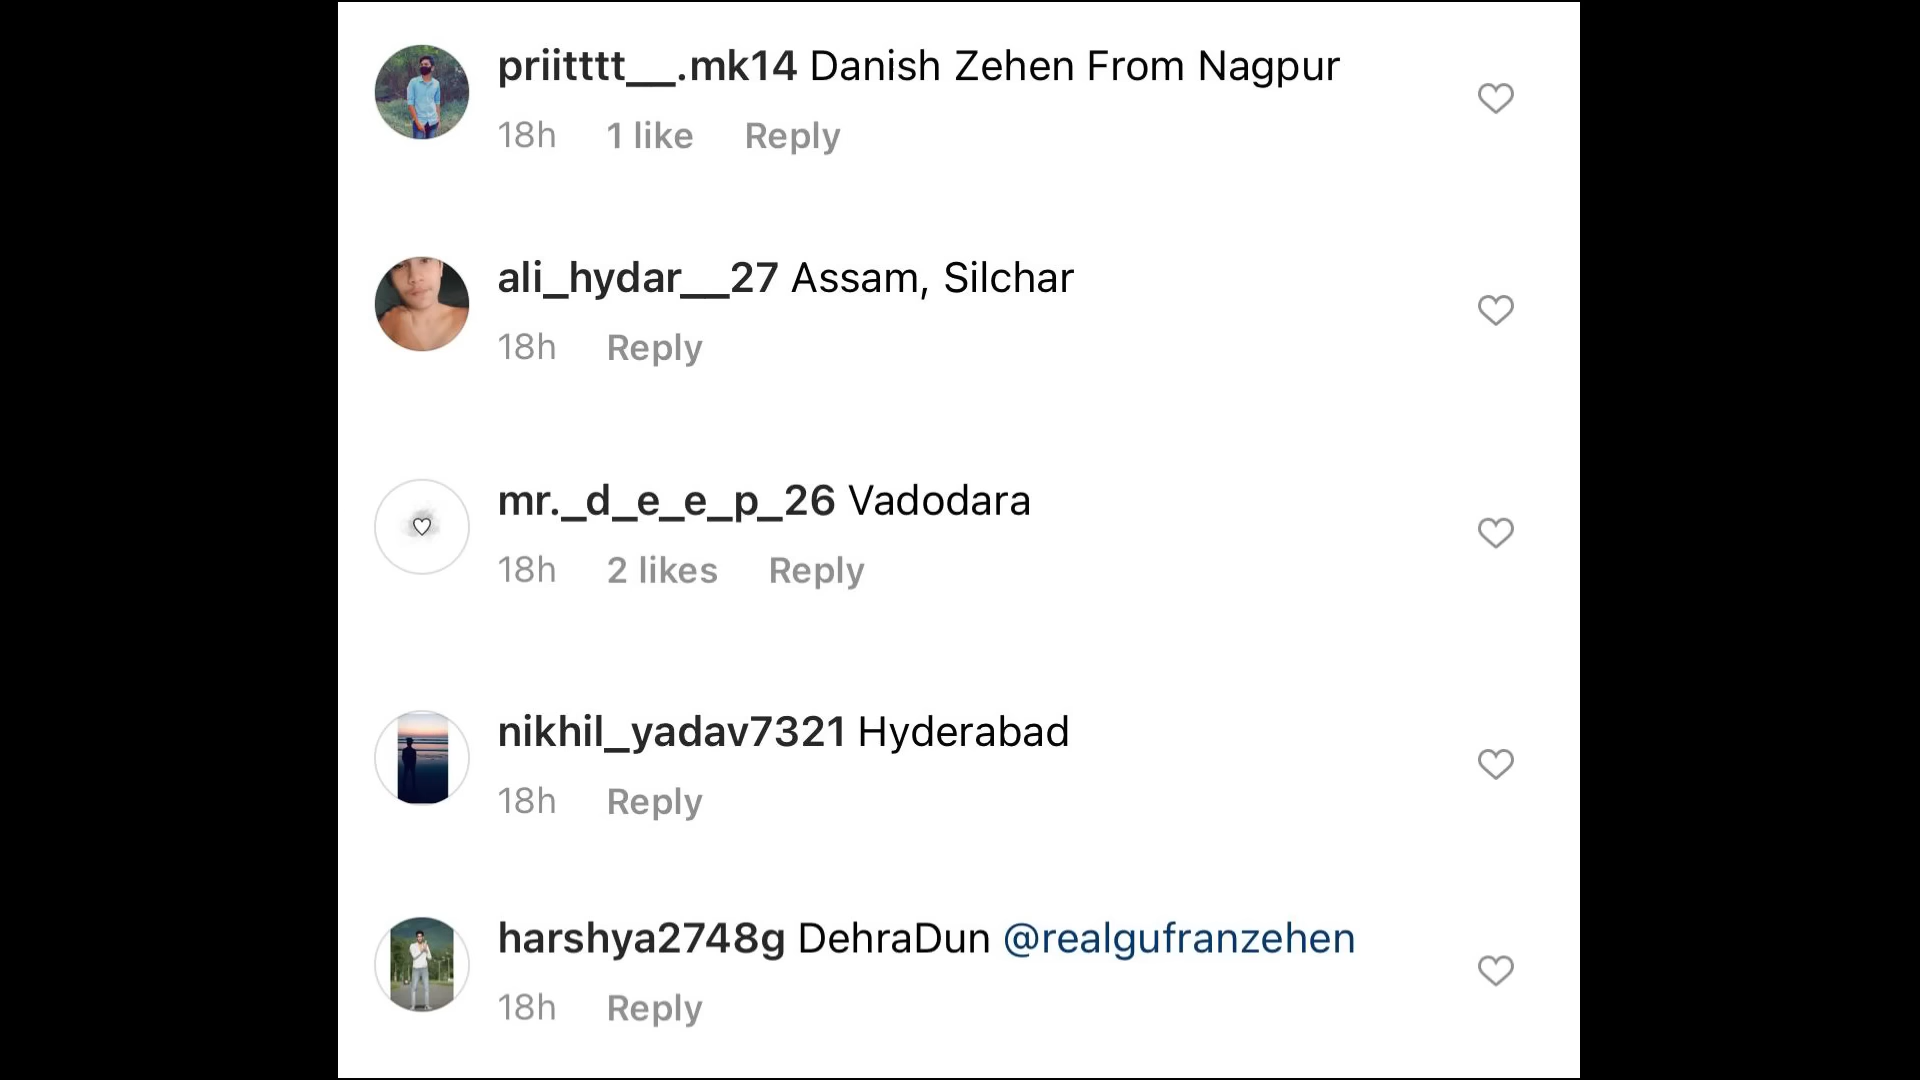 priitttt__.mk14 Danish Zehen From Nagpur
18h 1 like Reply
ali_hydar__27 Assam, Silchar
18h Reply
mr._d_e_e_p_26 Vadodara
18h 2 likes Reply
nikhil_yadav7321 Hyderabad
18h Reply
harshya2748g DehraDun @realgufranzehen
18h Reply